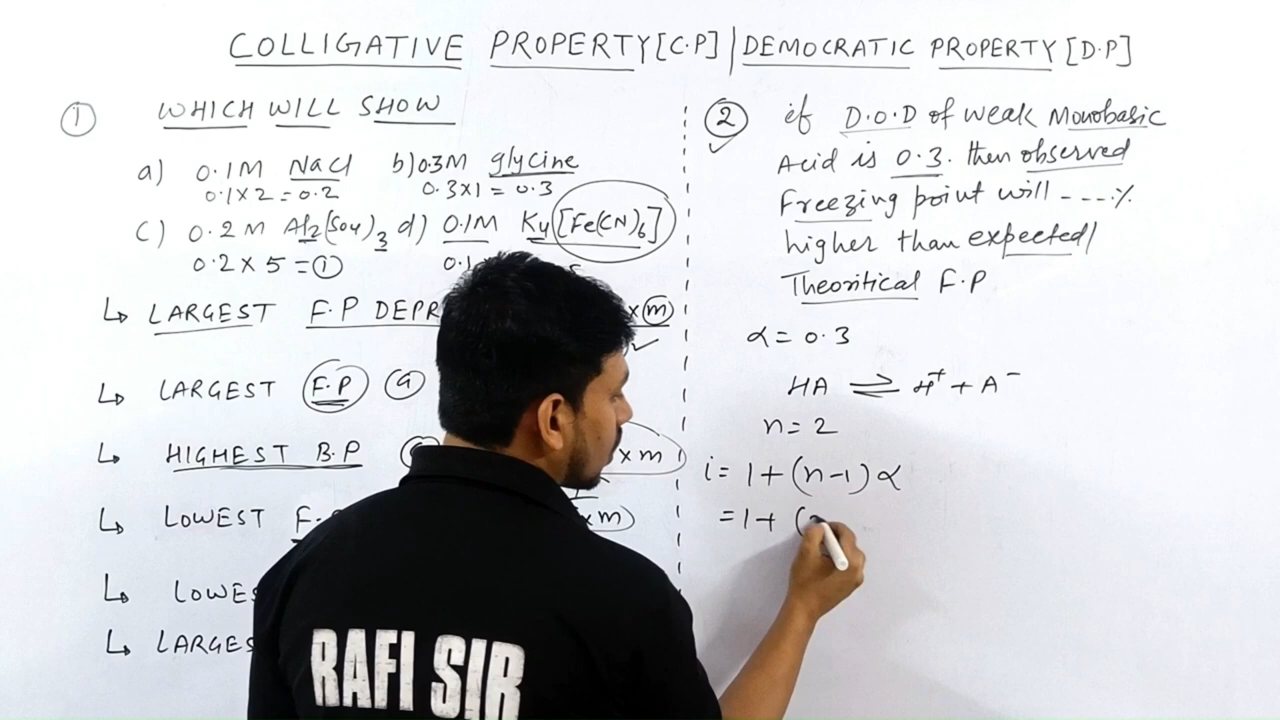 COLLIGATIVE PROPERTY [C.P] | DEMOCRATIC PROPERTY [D.P]
① WHICH WILL SHOW
a) 0.1M NaCl b) 0.3M glycine
0.1×2=0.2 0.3×1=0.3
c) 0.2M Al2(SO4)3 d) 0.1M K4[Fe(CN)6]
0.2×5=① 0.1
↳ LARGEST F.P ×m
✓
↳ LARGEST F.P
↳ HIGHEST B.P ×m
↳ LOWEST ×m)
↳
↳
② if D.O.D of weak Monobasic
✓ Acid is 0.3. then observed
Freezing point will ----%
higher than expected/
Theoritical F.P
α = 0.3
HA ⇌ H+ + A-
n = 2
i = 1+(n-1)α
=1+ (
RAFI SIR